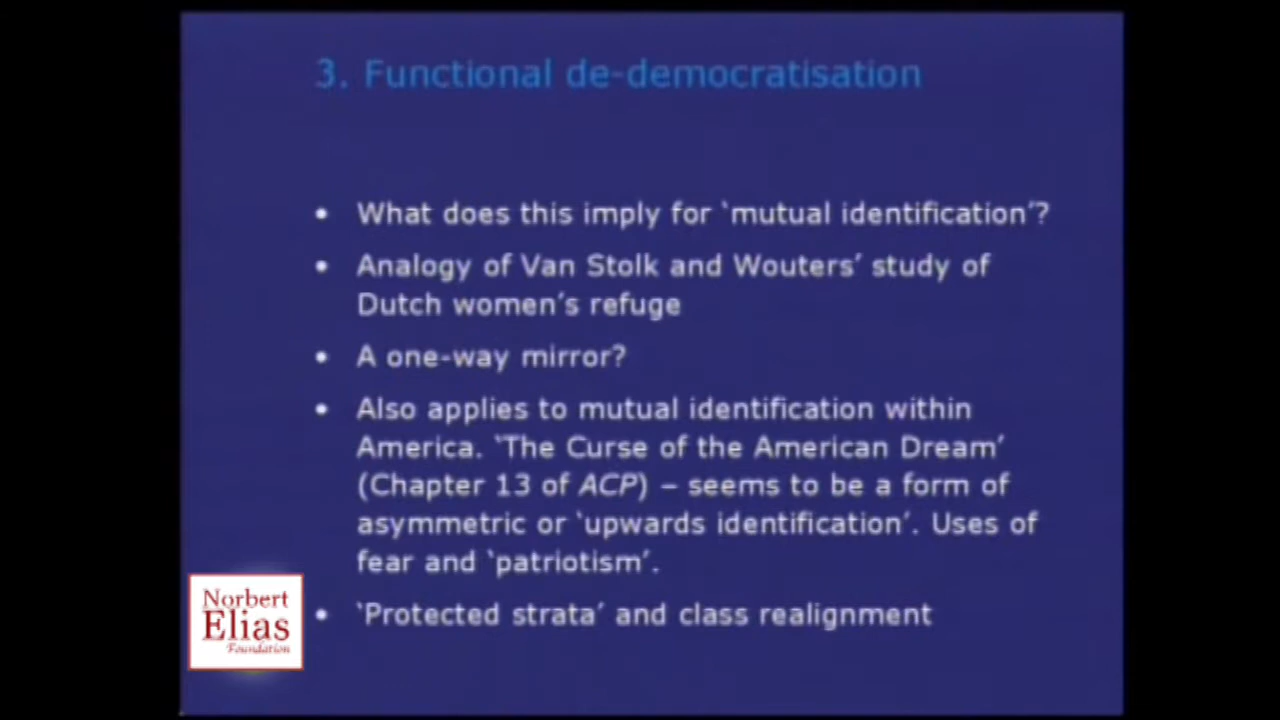 3. Functional de-democratisation
• What does this imply for ‘mutual identification’?
• Analogy of Van Stolk and Wouters’ study of
Dutch women’s refuge
• A one-way mirror?
• Also applies to mutual identification within
America. ‘The Curse of the American Dream’
(Chapter 13 of ACP) – seems to be a form of
asymmetric or ‘upwards identification’. Uses of
fear and ‘patriotism’.
• ‘Protected strata’ and class realignment
Norbert
Elias
Foundation